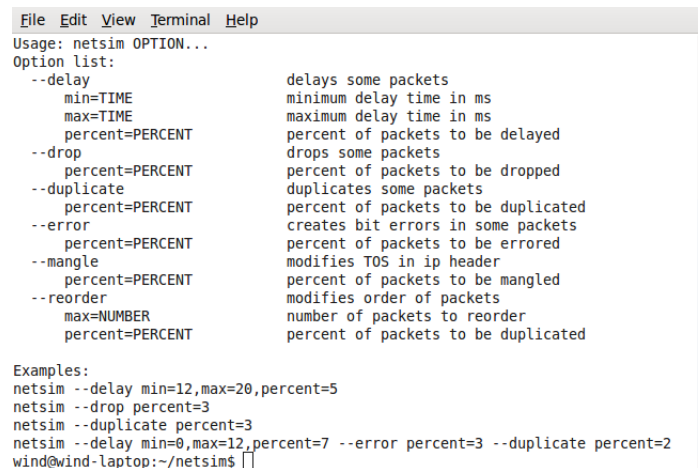 File Edit View Terminal Help
Usage: netsim OPTION...
Option list:
  --delay                      delays some packets
      min=TIME                 minimum delay time in ms
      max=TIME                 maximum delay time in ms
      percent=PERCENT          percent of packets to be delayed
  --drop                       drops some packets
      percent=PERCENT          percent of packets to be dropped
  --duplicate                  duplicates some packets
      percent=PERCENT          percent of packets to be duplicated
  --error                      creates bit errors in some packets
      percent=PERCENT          percent of packets to be errored
  --mangle                     modifies TOS in ip header
      percent=PERCENT          percent of packets to be mangled
  --reorder                    modifies order of packets
      max=NUMBER               number of packets to reorder
      percent=PERCENT          percent of packets to be duplicated

Examples:
netsim --delay min=12,max=20,percent=5
netsim --drop percent=3
netsim --duplicate percent=3
netsim --delay min=0,max=12,percent=7 --error percent=3 --duplicate percent=2
wind@wind-laptop:~/netsim$